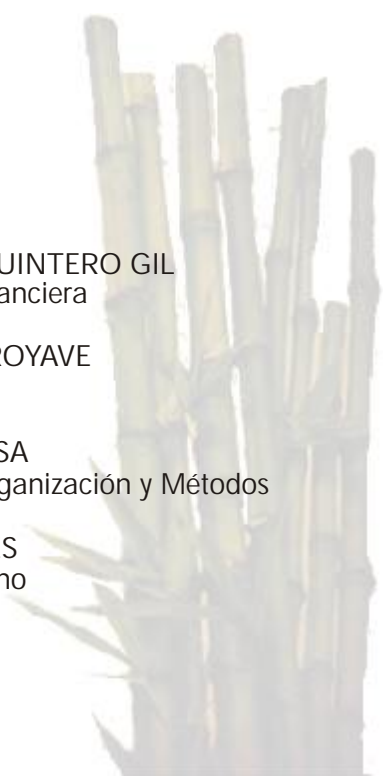 UINTERO GIL
anciera
ROYAVE
SA
ganización y Métodos
S
no